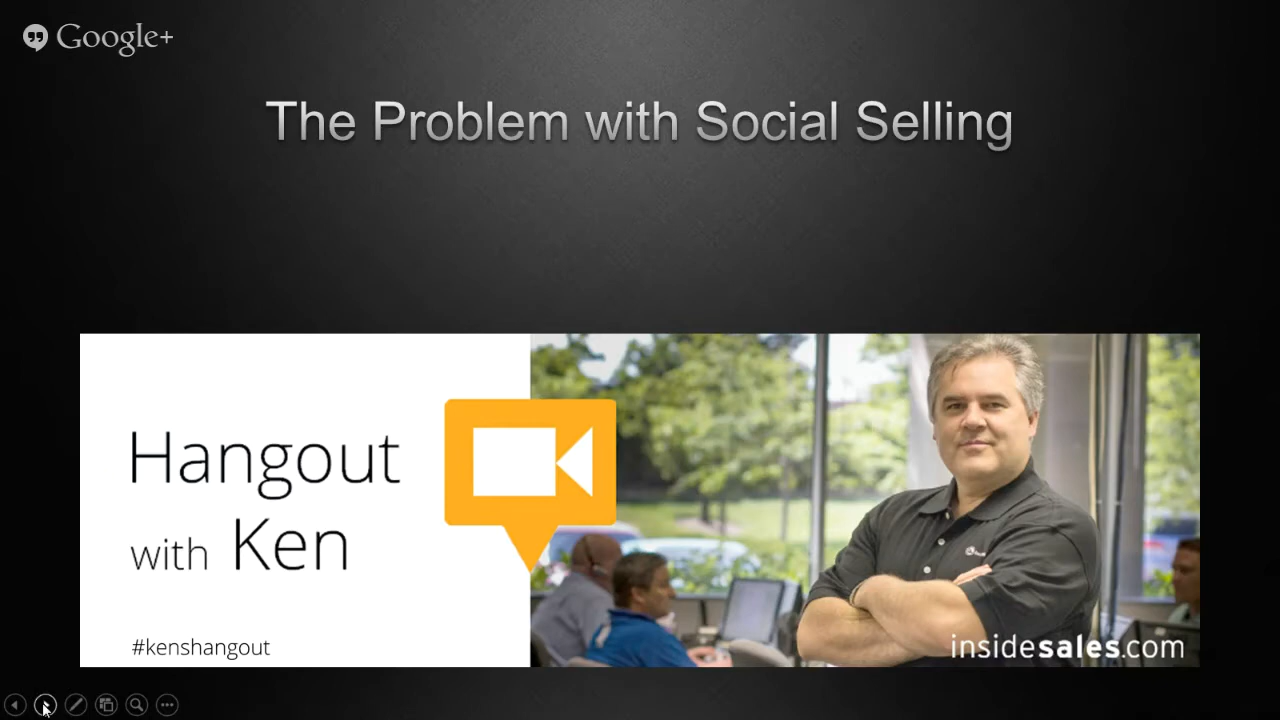 Google+
The Problem with Social Selling
Hangout
with Ken
#kenshangout
insidesales.com